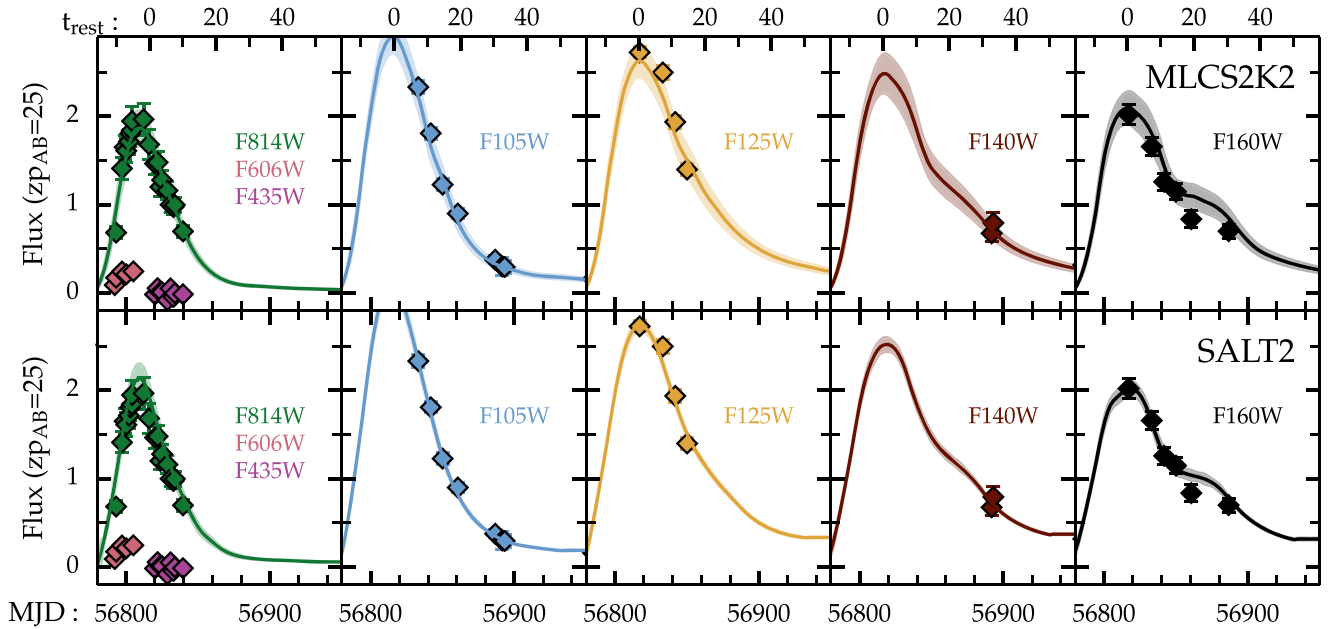 t_rest : 0 20 40 0 20 40 0 20 40 0 20 40 0 20 40
MLCS2K2
Flux (zp_AB=25)
2
1
0
F814W
F606W
F435W
F105W
F125W
F140W
F160W
SALT2
Flux (zp_AB=25)
2
1
0
F814W
F606W
F435W
F105W
F125W
F140W
F160W
MJD : 56800 56900 56800 56900 56800 56900 56800 56900 56800 56900